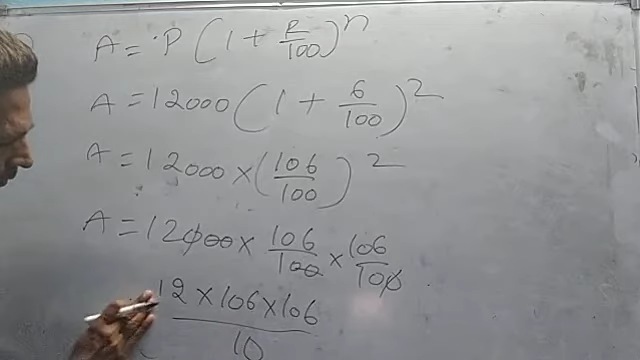 A = P ( 1 + R/100 )^n
A = 12000 ( 1 + 6/100 )^2
A = 12000 × ( 106/100 )^2
A = 12000 × 106/100 × 106/100
12 × 106 × 106 / 10